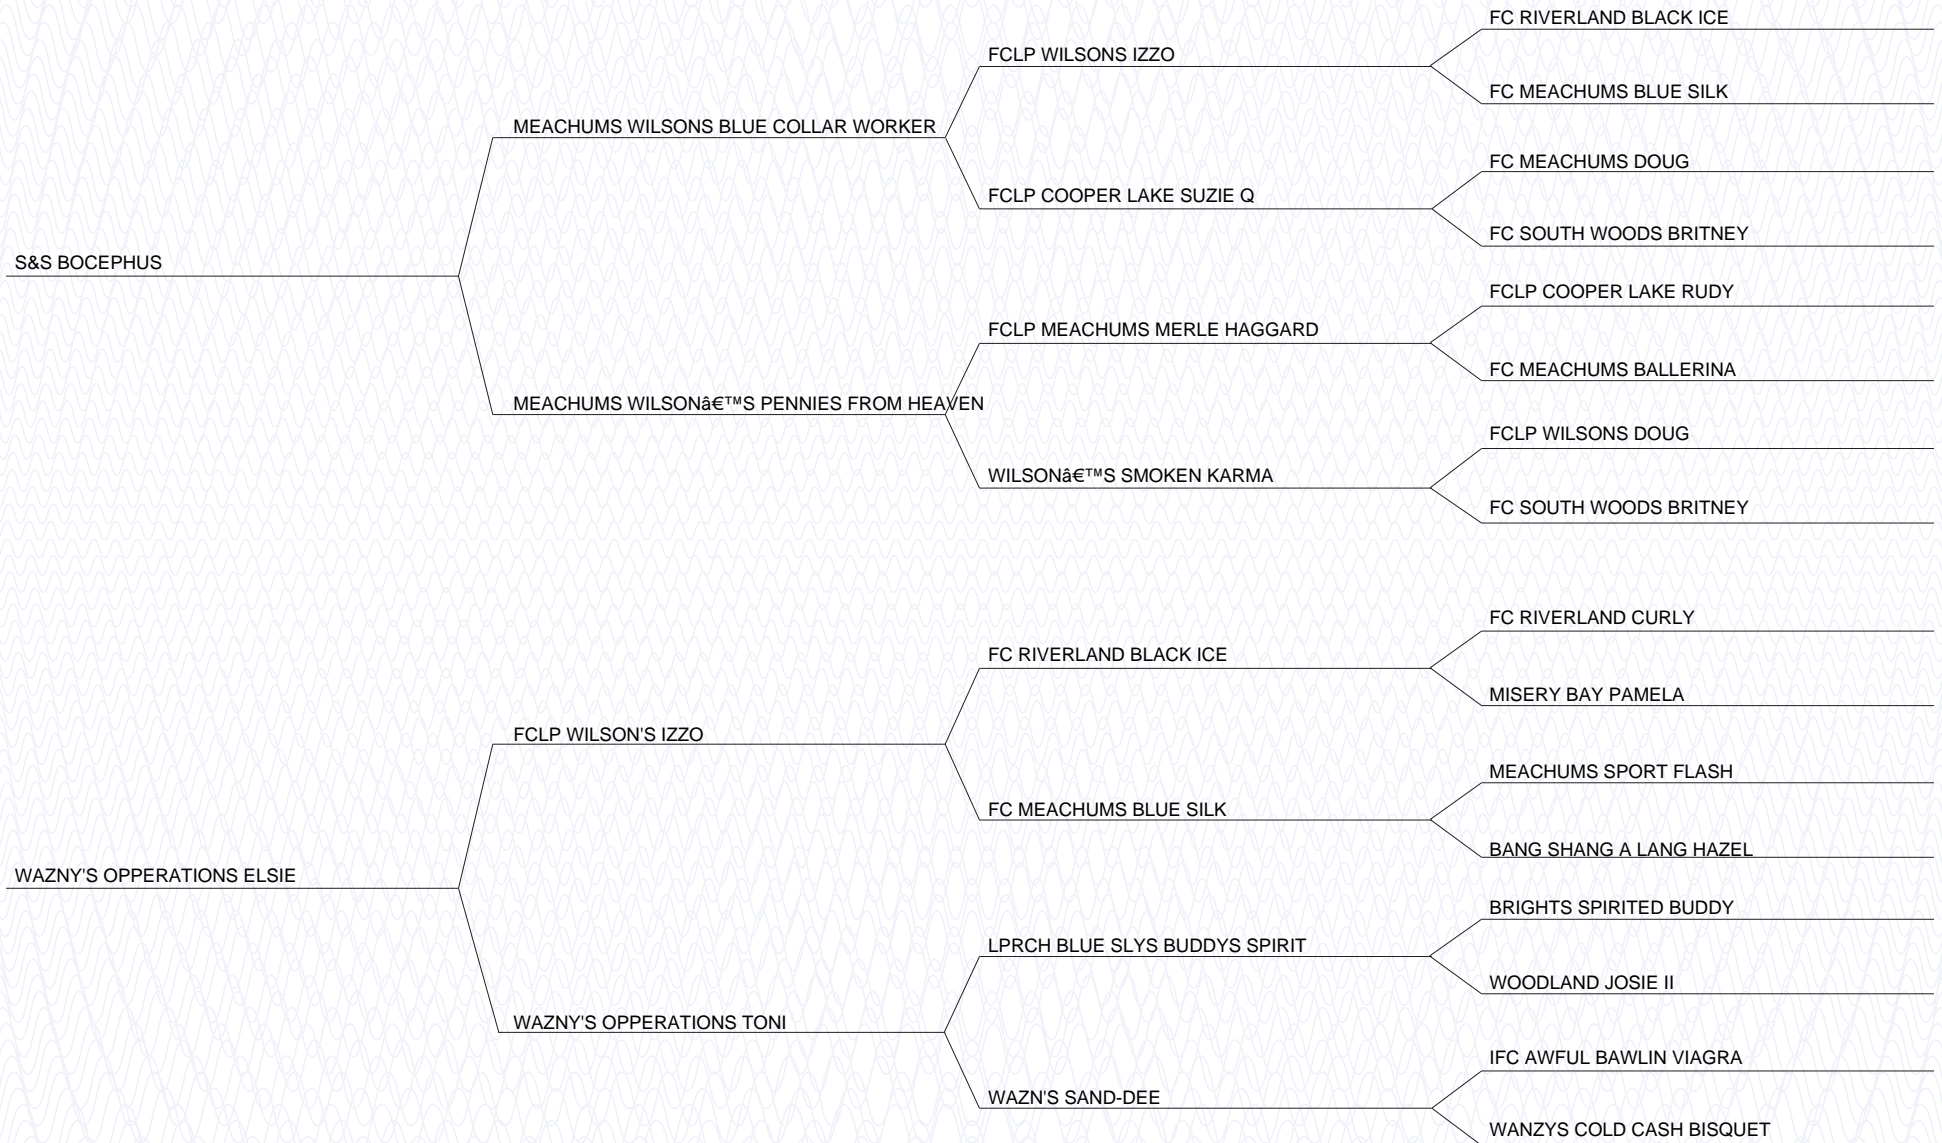 FC RIVERLAND BLACK ICE
FCLP WILSONS IZZO
FC MEACHUMS BLUE SILK
MEACHUMS WILSONS BLUE COLLAR WORKER
FC MEACHUMS DOUG
FCLP COOPER LAKE SUZIE Q
FC SOUTH WOODS BRITNEY
S&S BOCEPHUS
FCLP COOPER LAKE RUDY
FCLP MEACHUMS MERLE HAGGARD
FC MEACHUMS BALLERINA
MEACHUMS WILSONâ€™S PENNIES FROM HEAVEN
FCLP WILSONS DOUG
WILSONâ€™S SMOKEN KARMA
FC SOUTH WOODS BRITNEY
FC RIVERLAND CURLY
FC RIVERLAND BLACK ICE
MISERY BAY PAMELA
FCLP WILSON'S IZZO
MEACHUMS SPORT FLASH
FC MEACHUMS BLUE SILK
BANG SHANG A LANG HAZEL
WAZNY'S OPPERATIONS ELSIE
BRIGHTS SPIRITED BUDDY
LPRCH BLUE SLYS BUDDYS SPIRIT
WOODLAND JOSIE II
WAZNY'S OPPERATIONS TONI
IFC AWFUL BAWLIN VIAGRA
WAZN'S SAND-DEE
WANZYS COLD CASH BISQUET